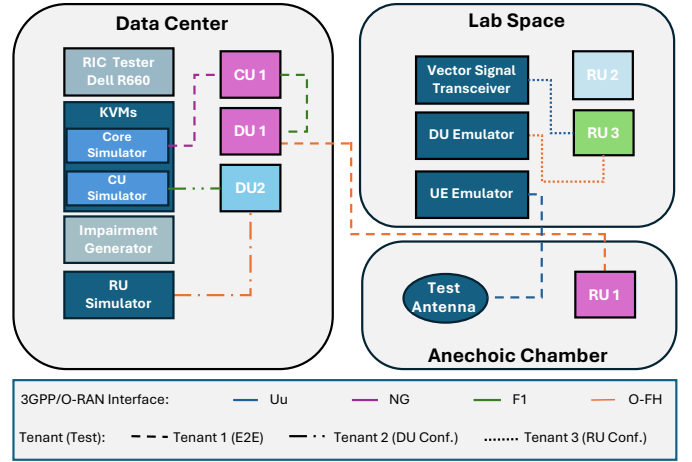 Data Center
RIC Tester
Dell R660
KVMs
Core
Simulator
CU
Simulator
Impairment
Generator
RU
Simulator
CU 1
DU 1
DU2
Lab Space
Vector Signal
Transceiver
DU Emulator
UE Emulator
RU 2
RU 3
Test
Antenna
RU 1
Anechoic Chamber
3GPP/O-RAN Interface: Uu NG F1 O-FH
Tenant (Test): Tenant 1 (E2E) Tenant 2 (DU Conf.) Tenant 3 (RU Conf.)